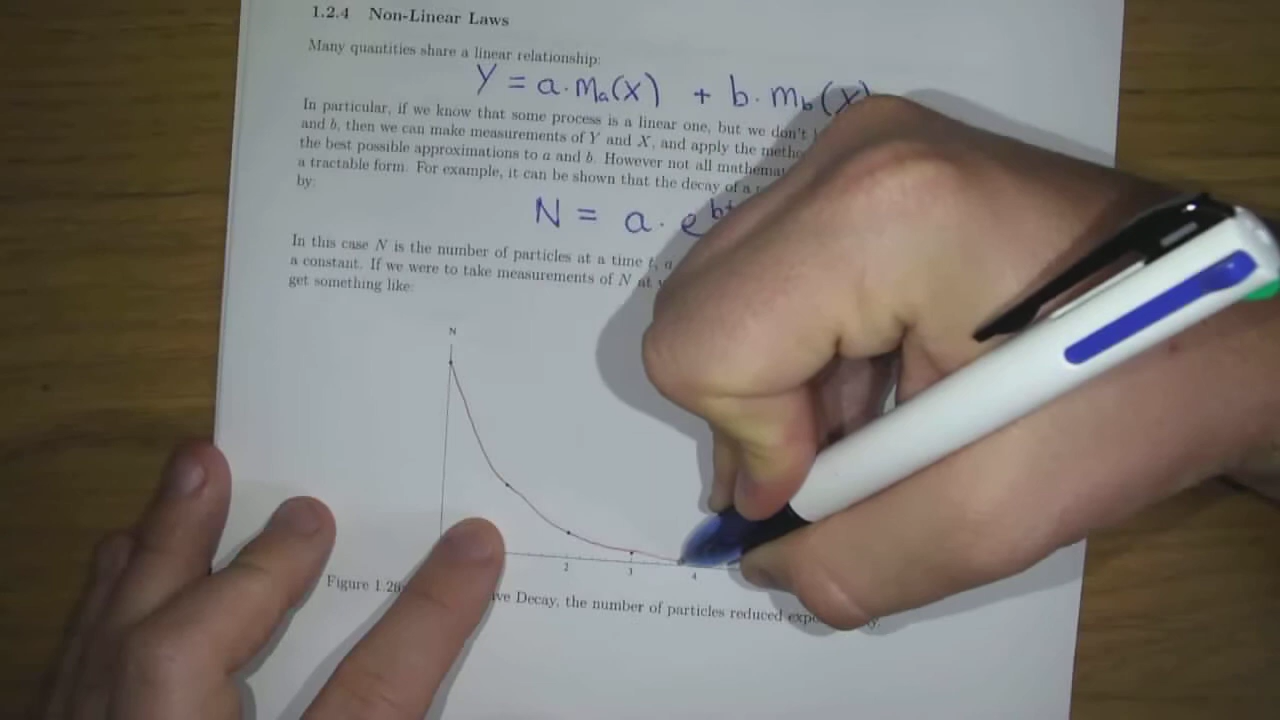 1.2.4 Non-Linear Laws
Many quantities share a linear relationship:
Y = a·ma(X) + b·mb(X)
In particular, if we know that some process is a linear one, but we don't
and b, then we can make measurements of Y and X, and apply the
the best possible approximations to a and b. However not all
a tractable form. For example, it can be shown that the decay of a
by:
N = a·e^bt
In this case N is the number of particles at a time t, a
a constant. If we were to take measurements of N at
get something like:
N
2
3
4
Figure 1.2 Decay, the number of particles reduced